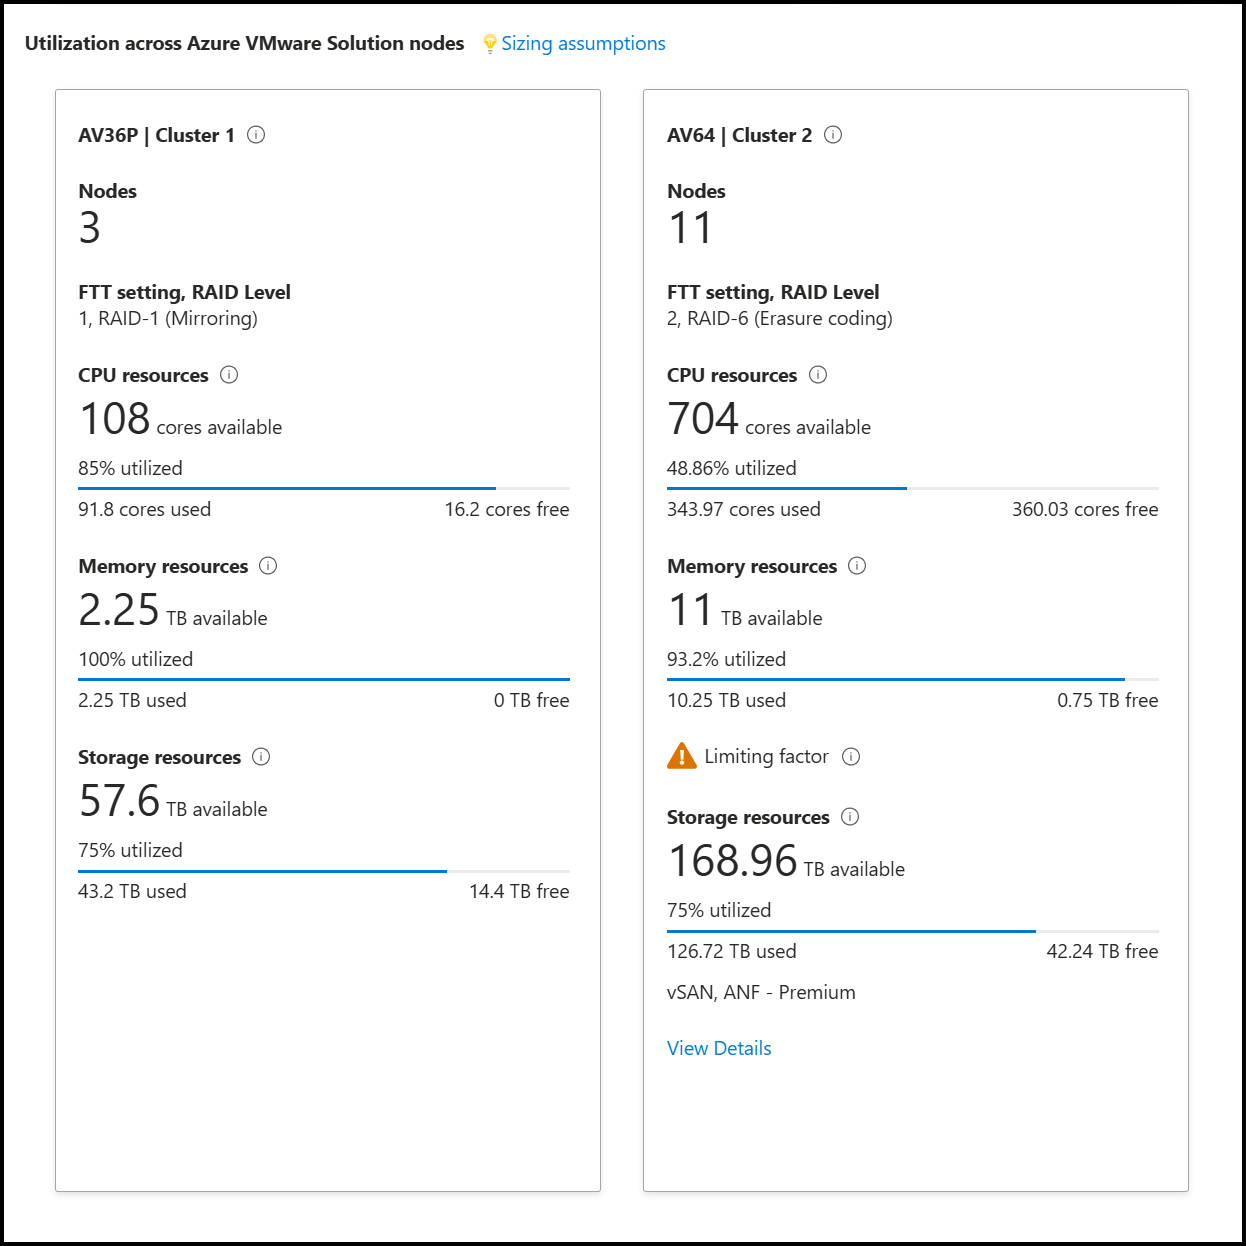 Utilization across Azure VMware Solution nodes Sizing assumptions
AV36P | Cluster 1
Nodes
3
FTT setting, RAID Level
1, RAID-1 (Mirroring)
CPU resources
108 cores available
85% utilized
91.8 cores used 16.2 cores free
Memory resources
2.25 TB available
100% utilized
2.25 TB used 0 TB free
Storage resources
57.6 TB available
75% utilized
43.2 TB used 14.4 TB free
AV64 | Cluster 2
Nodes
11
FTT setting, RAID Level
2, RAID-6 (Erasure coding)
CPU resources
704 cores available
48.86% utilized
343.97 cores used 360.03 cores free
Memory resources
11 TB available
93.2% utilized
10.25 TB used 0.75 TB free
Limiting factor
Storage resources
168.96 TB available
75% utilized
126.72 TB used 42.24 TB free
vSAN, ANF - Premium
View Details